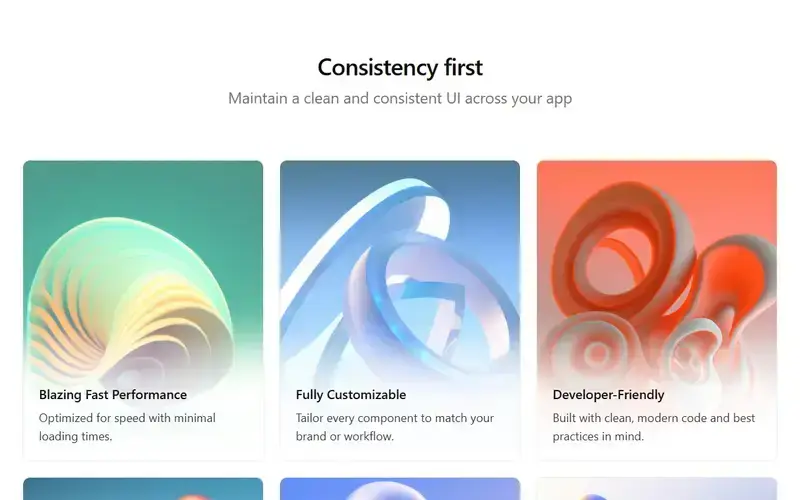 Consistency first
Maintain a clean and consistent UI across your app
Blazing Fast Performance
Optimized for speed with minimal
loading times.
Fully Customizable
Tailor every component to match your
brand or workflow.
Developer-Friendly
Built with clean, modern code and best
practices in mind.